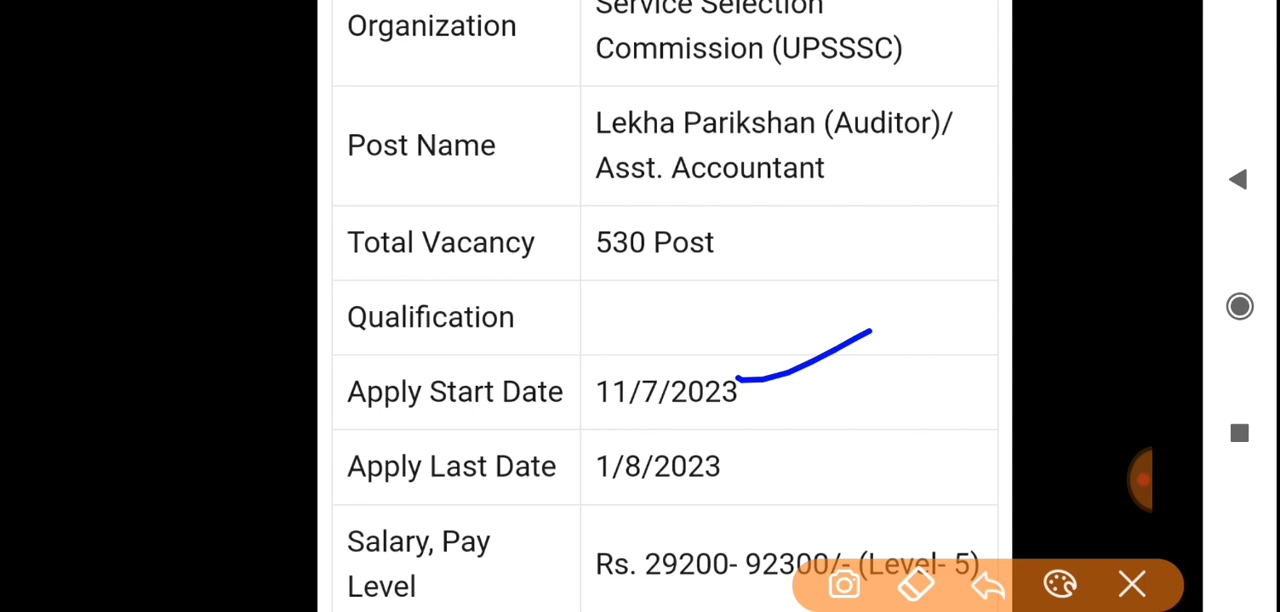 Service Selection
Organization
Commission (UPSSSC)
Lekha Parikshan (Auditor)/
Post Name
Asst. Accountant
Total Vacancy
530 Post
Qualification
Apply Start Date
11/7/2023
Apply Last Date
1/8/2023
Salary, Pay
Level
Rs. 29200- 92300/- (Level- 5)